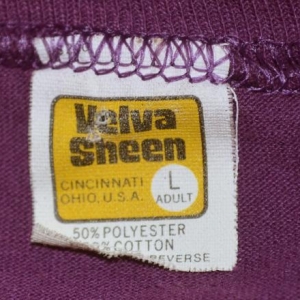 Velva
Sheen
CINCINNATI
OHIO, U.S.A.
L
ADULT
50% POLYESTER
COTTON
REVERSE